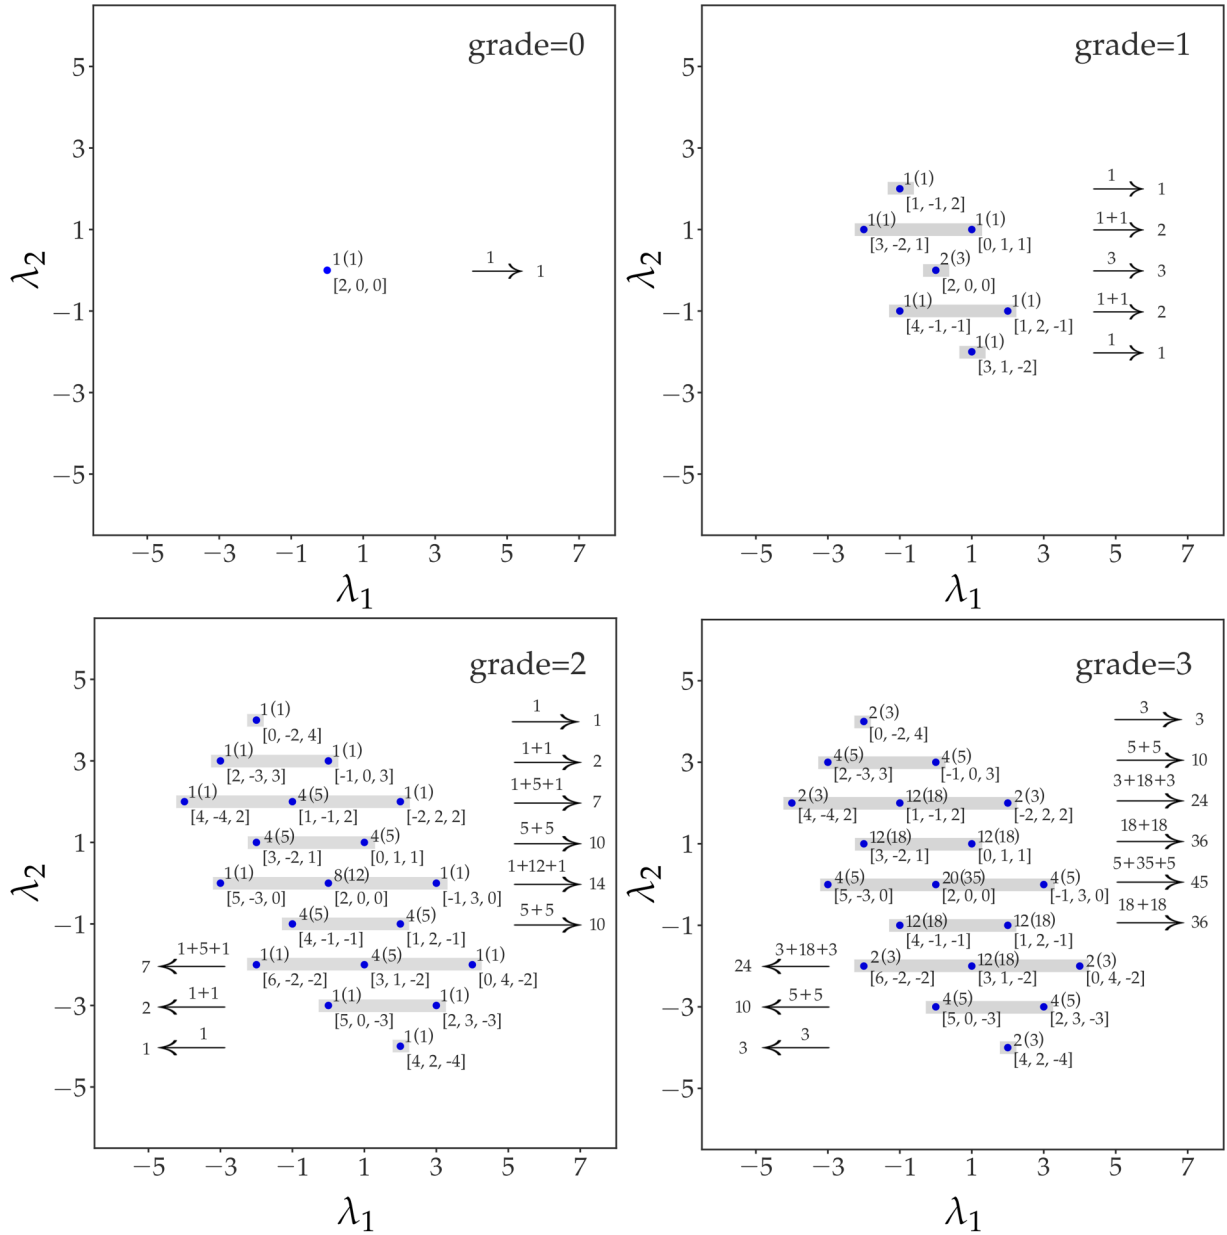 grade=0
5
3
1
−1
−3
−5
λ2
1(1)
[2, 0, 0]
1
1
−5 −3 −1 1 3 5 7
λ1
grade=1
5
3
1
−1
−3
−5
λ2
1(1)
[1, -1, 2]
1(1) 1(1)
[3, -2, 1] [0, 1, 1]
2(3)
[2, 0, 0]
1(1) 1(1)
[4, -1, -1] [1, 2, -1]
1(1)
[3, 1, -2]
1
1
1+1
2
3
3
1+1
2
1
1
−5 −3 −1 1 3 5 7
λ1
grade=2
5
3
1
−1
−3
−5
λ2
1(1)
[0, -2, 4]
1(1) 1(1)
[2, -3, 3] [-1, 0, 3]
1(1) 4(5) 1(1)
[4, -4, 2] [1, -1, 2] [-2, 2, 2]
4(5) 4(5)
[3, -2, 1] [0, 1, 1]
1(1) 8(12) 1(1)
[5, -3, 0] [2, 0, 0] [-1, 3, 0]
4(5) 4(5)
[4, -1, -1] [1, 2, -1]
1(1) 4(5) 1(1)
[6, -2, -2] [3, 1, -2] [0, 4, -2]
1(1) 1(1)
[5, 0, -3] [2, 3, -3]
1(1)
[4, 2, -4]
1
1
1+1
2
1+5+1
7
5+5
10
1+12+1
14
5+5
10
1+5+1
7
1+1
2
1
1
−5 −3 −1 1 3 5 7
λ1
grade=3
5
3
1
−1
−3
−5
λ2
2(3)
[0, -2, 4]
4(5) 4(5)
[2, -3, 3] [-1, 0, 3]
2(3) 12(18) 2(3)
[4, -4, 2] [1, -1, 2] [-2, 2, 2]
12(18) 12(18)
[3, -2, 1] [0, 1, 1]
4(5) 20(35) 4(5)
[5, -3, 0] [2, 0, 0] [-1, 3, 0]
12(18) 12(18)
[4, -1, -1] [1, 2, -1]
2(3) 12(18) 2(3)
[6, -2, -2] [3, 1, -2] [0, 4, -2]
4(5) 4(5)
[5, 0, -3] [2, 3, -3]
2(3)
[4, 2, -4]
3
3
5+5
10
3+18+3
24
18+18
36
5+35+5
45
18+18
36
3+18+3
24
5+5
10
3
3
−5 −3 −1 1 3 5 7
λ1